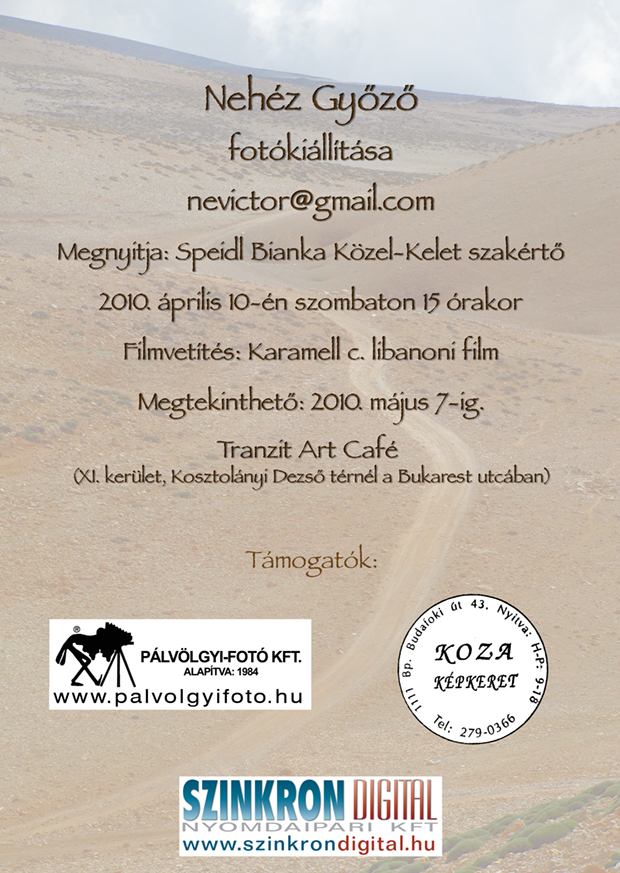 Nehéz Győző
fotókiállítása
nevictor@gmail.com
Megnyitja: Speidl Bianka Közel-Kelet szakértő
2010. április 10-én szombaton 15 órakor
Filmvetítés: Karamell c. libanoni film
Megtekinthető: 2010. május 7-ig.
Tranzit Art Café
(XI. kerület, Kosztolányi Dezső térnél a Bukarest utcában)
Támogatók:
®
PÁLVÖLGYI-FOTÓ KFT.
ALAPÍTVA: 1984
www.palvolgyifoto.hu
1111 Bp. Budafoki út 43. Nyitva: H-P: 9-18
KOZA
KÉPKERET
Tel: 279-0366
SZINKRON DIGITAL
NYOMDAIPARI KFT
www.szinkrondigital.hu